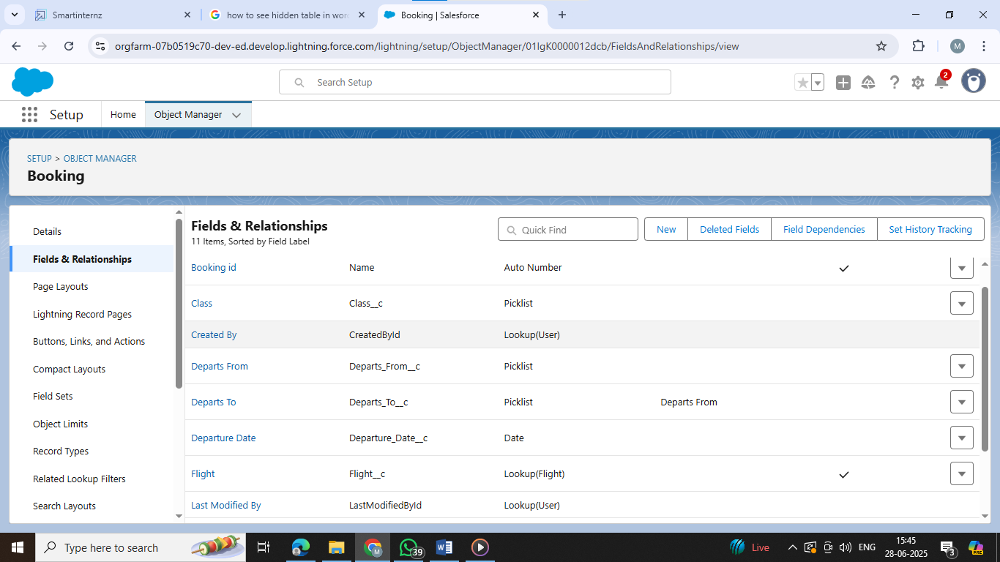 Smartinternz
how to see hidden table in wor
Booking | Salesforce
orgfarm-07b0519c70-dev-ed.develop.lightning.force.com/lightning/setup/ObjectManager/01IgK0000012dcb/FieldsAndRelationships/view
M
Search Setup
2
Setup
Home
Object Manager
SETUP > OBJECT MANAGER
Booking
Details
Fields & Relationships
Page Layouts
Lightning Record Pages
Buttons, Links, and Actions
Compact Layouts
Field Sets
Object Limits
Record Types
Related Lookup Filters
Search Layouts
Fields & Relationships
11 Items, Sorted by Field Label
Quick Find
New
Deleted Fields
Field Dependencies
Set History Tracking
Booking id Name Auto Number
Class Class__c Picklist
Created By CreatedById Lookup(User)
Departs From Departs_From__c Picklist
Departs To Departs_To__c Picklist Departs From
Departure Date Departure_Date__c Date
Flight Flight__c Lookup(Flight)
Last Modified By LastModifiedById Lookup(User)
Type here to search
M
39
Live
ENG
15:45
28-06-2025
3
PRE